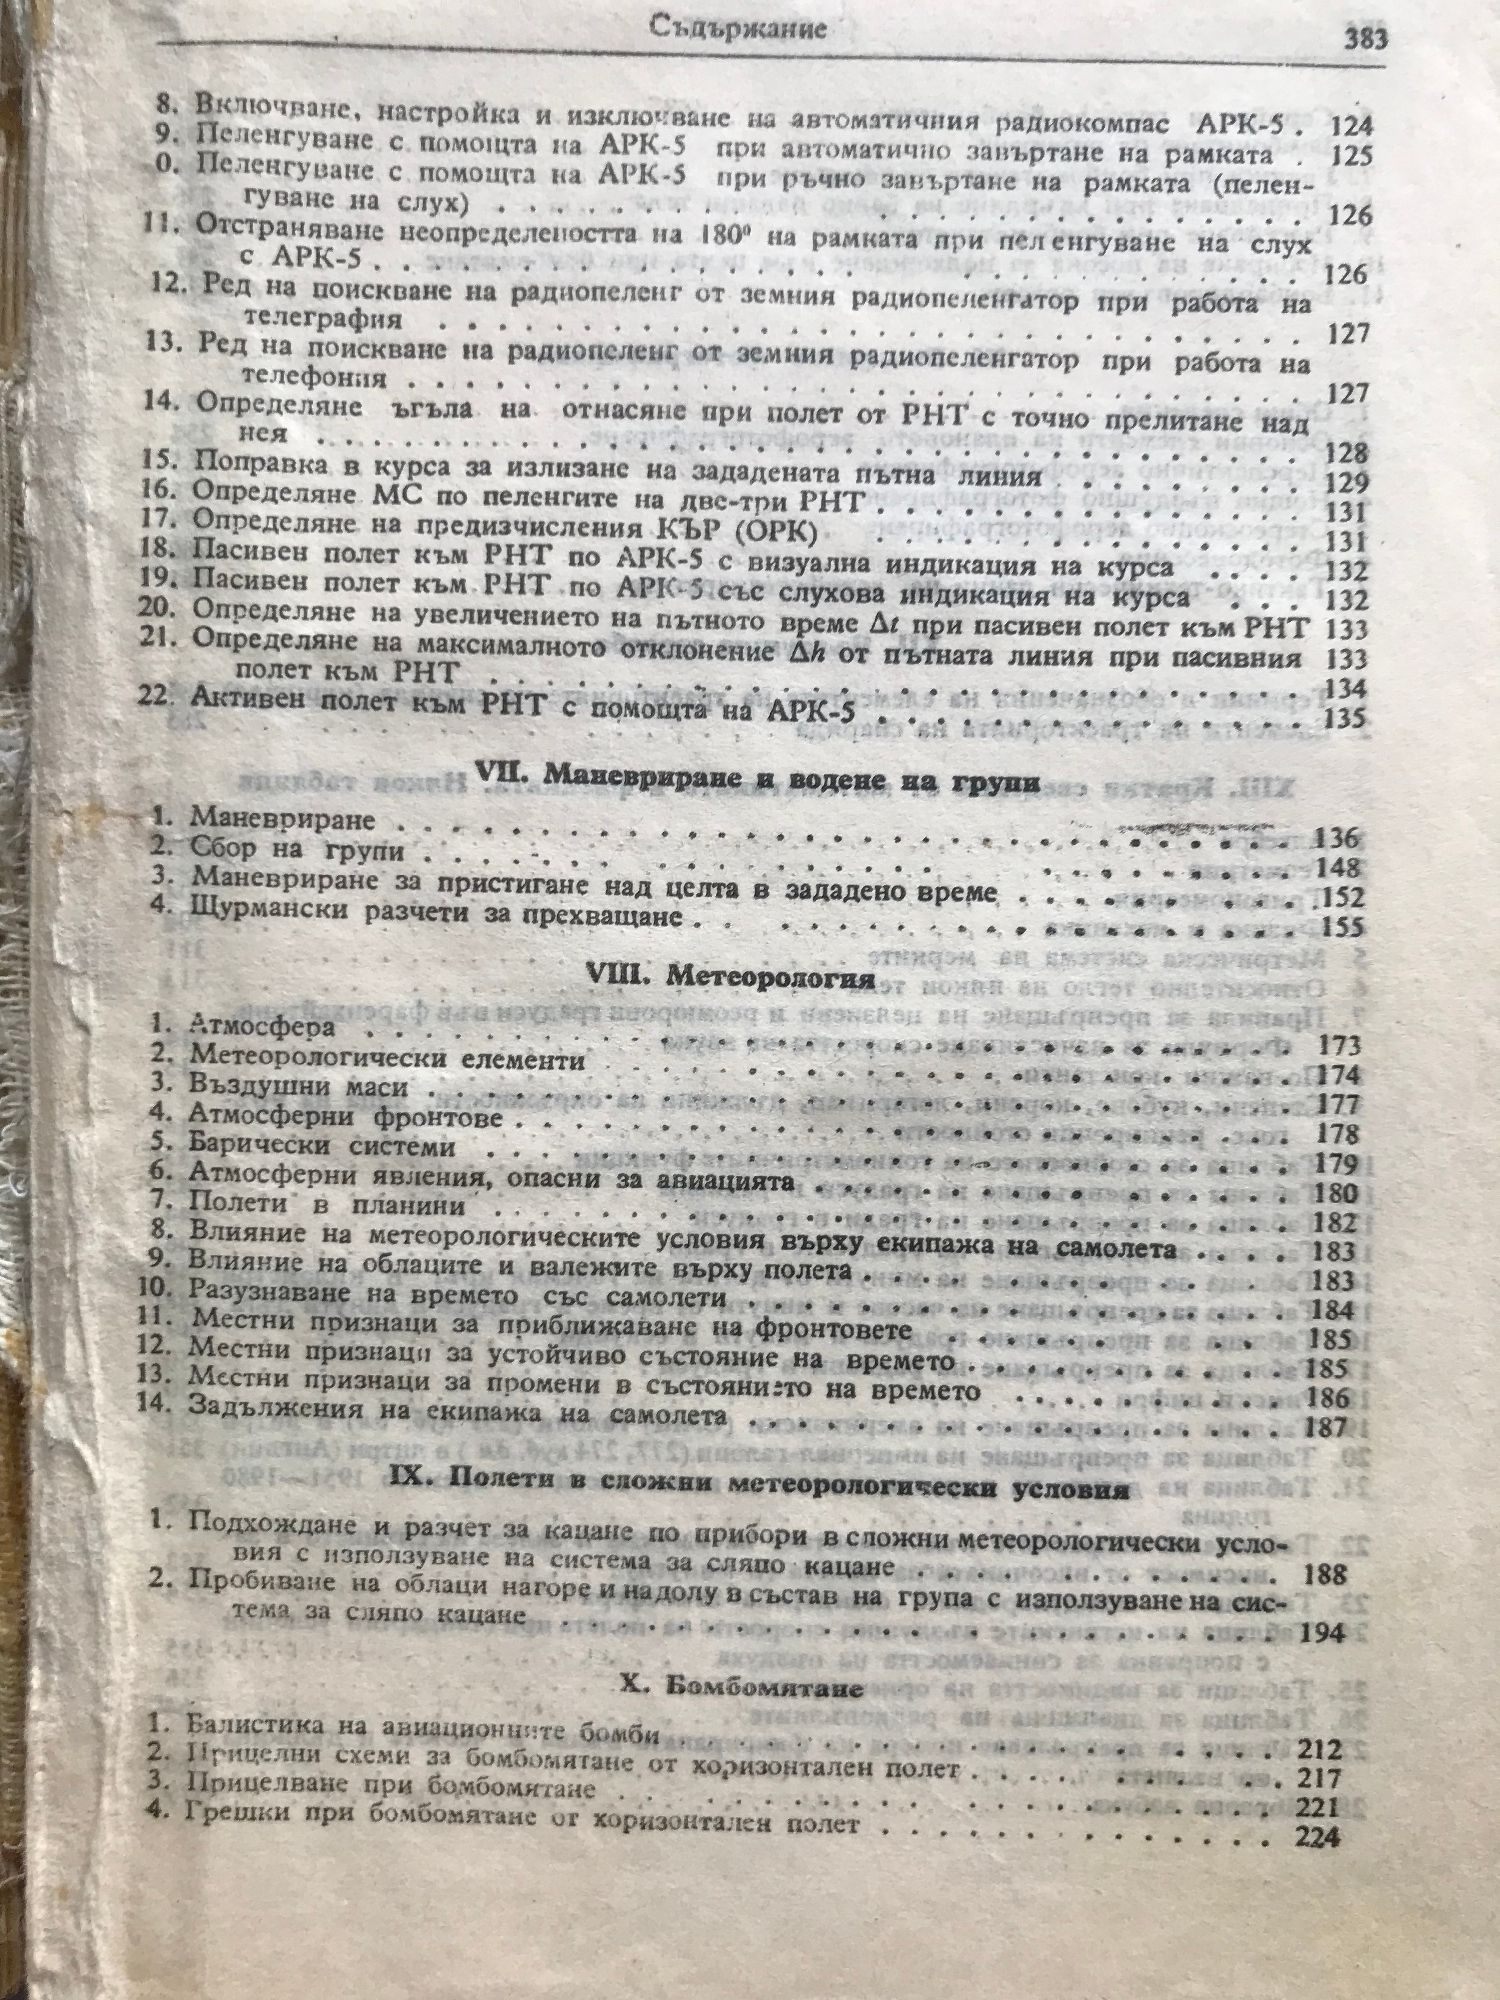 Съдържание
383
8. Включване, настройка и изключване на автоматичния радиокомпас АРК-5 . 124
9. Пеленгуване с помощта на АРК-5 при автоматично завъртане на рамката . 125
0. Пеленгуване с помощта на АРК-5 при ръчно завъртане на рамката (пелен-
гуване на слух) . . . . . . . . . . . . . . . . . . . . 126
11. Отстраняване неопределеността на 180° на рамката при пеленгуване на слух
с АРК-5 . . . . . . . . . . . . . . . . . . . . 126
12. Ред на поискване на радиопеленг от земния радиопеленгатор при работа на
телеграфия . . . . . . . . . . . . . . . . . . . . 127
13. Ред на поискване на радиопеленг от земния радиопеленгатор при работа на
телефония . . . . . . . . . . . . . . . . . . . . 127
14. Определяне ъгъла на отнасяне при полет от РНТ с точно прелитане над
нея . . . . . . . . . . . . . . . . . . . . 128
15. Поправка в курса за излизане на зададената пътна линия . . . . . . . . . 129
16. Определяне МС по пеленгите на две-три РНТ . . . . . . . . . . . . . 131
17. Определяне на предизчисления КЪР (ОРК) . . . . . . . . . . . . . 131
18. Пасивен полет към РНТ по АРК-5 с визуална индикация на курса . . . . 132
19. Пасивен полет към РНТ по АРК-5 със слухова индикация на курса . . . 132
20. Определяне на увеличението на пътното време Δt при пасивен полет към РНТ 133
21. Определяне на максималното отклонение Δh от пътната линия при пасивния 133
полет към РНТ . . . . . . . . . . . . . . . . . . . . 134
22. Активен полет към РНТ с помощта на АРК-5 . . . . . . . . . . . . . 135
VII. Маневриране и водене на групи
1. Маневриране . . . . . . . . . . . . . . . . . . . . 136
2. Сбор на групи . . . . . . . . . . . . . . . . . . . . 148
3. Маневриране за пристигане над целта в зададено време . . . . . . . . . 152
4. Щурмански разчети за прехващане . . . . . . . . . . . . . . . . 155
VIII. Метеорология
1. Атмосфера . . . . . . . . . . . . . . . . . . . . 173
2. Метеорологически елементи . . . . . . . . . . . . . . . . . . . . 174
3. Въздушни маси . . . . . . . . . . . . . . . . . . . . 177
4. Атмосферни фронтове . . . . . . . . . . . . . . . . . . . . 178
5. Барически системи . . . . . . . . . . . . . . . . . . . . 179
6. Атмосферни явления, опасни за авиацията . . . . . . . . . . . . . . . 180
7. Полети в планини . . . . . . . . . . . . . . . . . . . . 182
8. Влияние на метеорологическите условия върху екипажа на самолета . . . . 183
9. Влияние на облаците и валежите върху полета . . . . . . . . . . . . . 183
10. Разузнаване на времето със самолети . . . . . . . . . . . . . . . . 184
11. Местни признаци за приближаване на фронтовете . . . . . . . . . 185
12. Местни признаци за устойчиво състояние на времето . . . . . . . . . . . 185
13. Местни признаци за промени в състоянието на времето . . . . . . . . . 186
14. Задължения на екипажа на самолета . . . . . . . . . . . . . . . . 187
IX. Полети в сложни метеорологически условия
1. Подхождане и разчет за кацане по прибори в сложни метеорологически усло-
вия с използуване на система за сляпо кацане . . . . . . . . . . . . 188
2. Пробиване на облаци нагоре и надолу в състав на група с използуване на сис-
тема за сляпо кацане . . . . . . . . . . . . . . . . . . . . 194
X. Бомбомятане
1. Балистика на авиационните бомби . . . . . . . . . . . . . . . . . . 212
2. Прицелни схеми за бомбомятане от хоризонтален полет . . . . . . . . . . 217
3. Прицелване при бомбомятане . . . . . . . . . . . . . . . . . . 221
4. Грешки при бомбомятане от хоризонтален полет . . . . . . . . . . . . 224